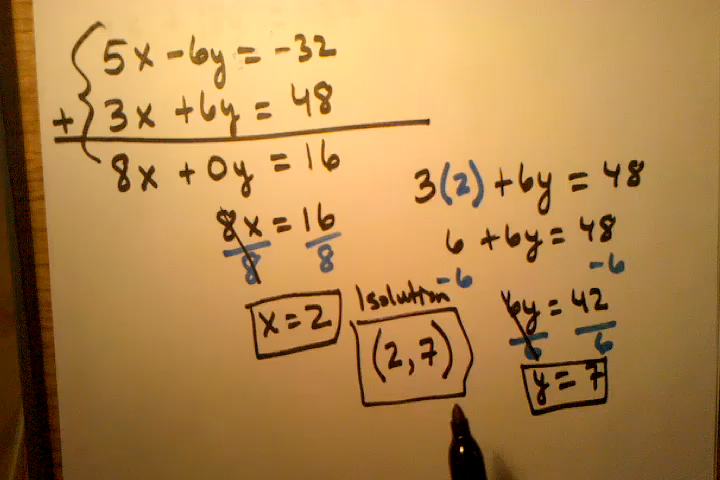 5x - 6y = -32
+ 3x + 6y = 48
8x + 0y = 16
8x = 16
8 8
x = 2
3(2) + 6y = 48
6 + 6y = 48
-6 -6
6y = 42
6 6
y = 7
1 solution
(2, 7)